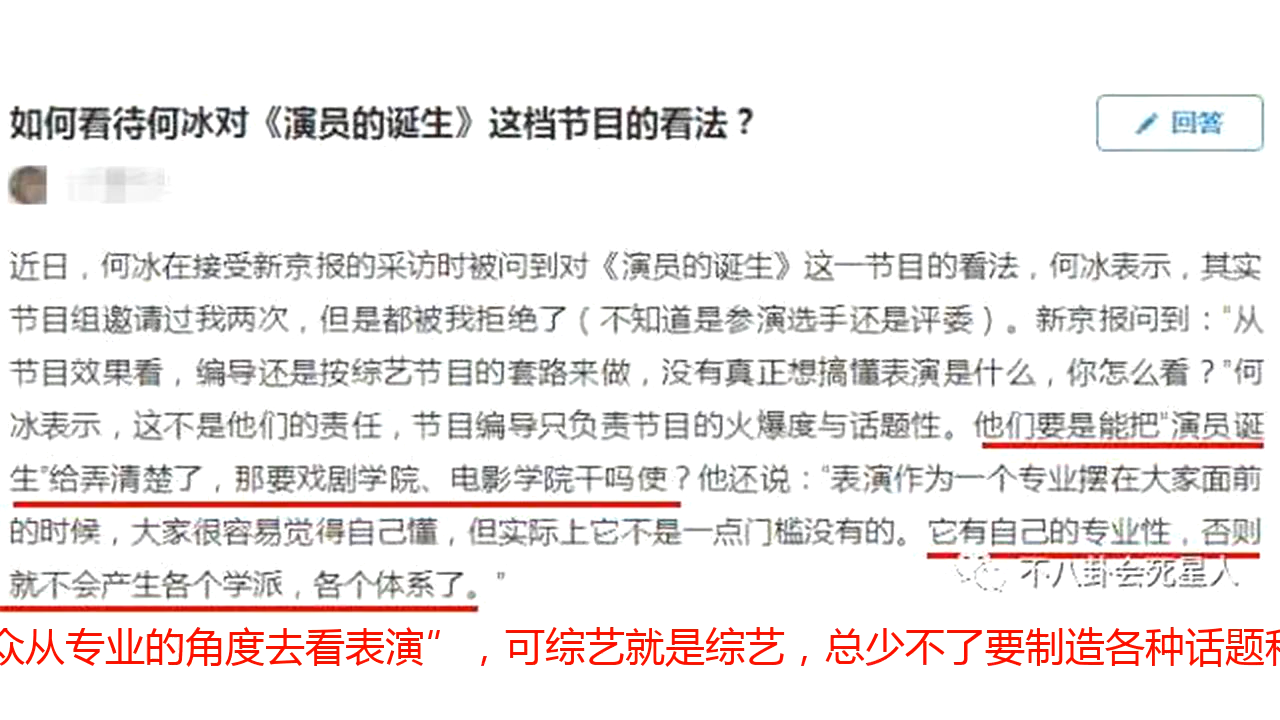 如何看待何冰对《演员的诞生》这档节目的看法？
回答
近日，何冰在接受新京报的采访时被问到对《演员的诞生》这一节目的看法，何冰表示，其实
节目组邀请过我两次，但是都被我拒绝了（不知道是参演选手还是评委）。新京报问到：“从
节目效果看，编导还是按综艺节目的套路来做，没有真正想搞懂表演是什么，你怎么看？”何
冰表示，这不是他们的责任，节目编导只负责节目的火爆度与话题性。他们要是能把“演员诞
生”给弄清楚了，那要戏剧学院、电影学院干吗使？他还说：“表演作为一个专业摆在大家面前
的时候，大家很容易觉得自己懂，但实际上它不是一点门槛没有的。它有自己的专业性，否则
就不会产生各个学派，各个体系了。”
不八卦会死星人
众从专业的角度去看表演”，可综艺就是综艺，总少不了要制造各种话题和